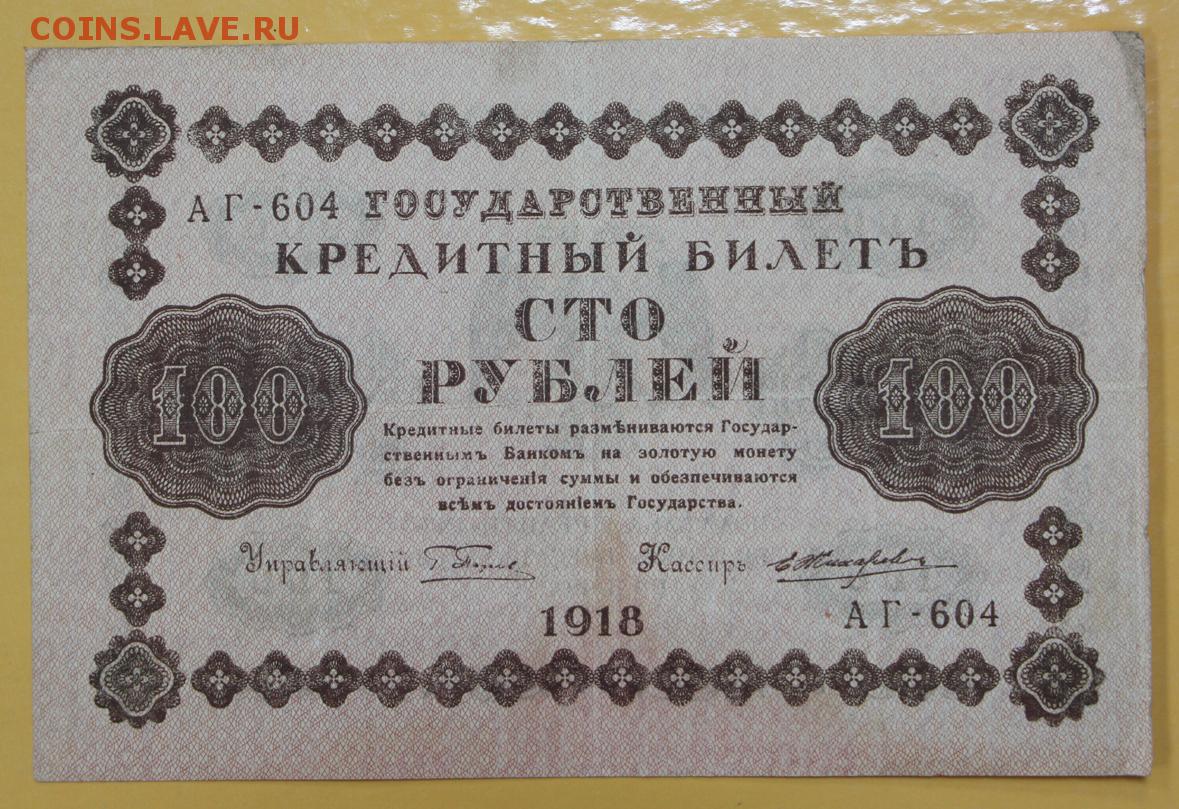 COINS.LAVE.RU
АГ-604 ГОСУДАРСТВЕННЫЙ
КРЕДИТНЫЙ БИЛЕТЪ
СТО
РУБЛЕЙ
100 100
Кредитные билеты размѣниваются Государ-
ственнымъ Банкомъ на золотую монету
безъ ограниченія суммы и обезпечиваются
всѣмъ достояніемъ Государства.
Управляющій Кассиръ Е Жихаревъ
1918 АГ-604